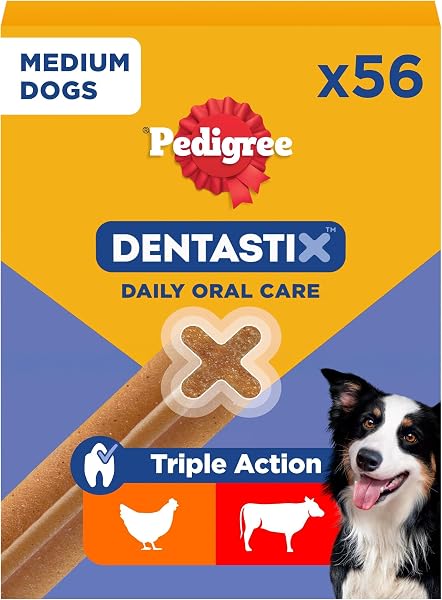 MEDIUM
DOGS
x56
® Pedigree
DENTASTIX™
DAILY ORAL CARE
Triple Action